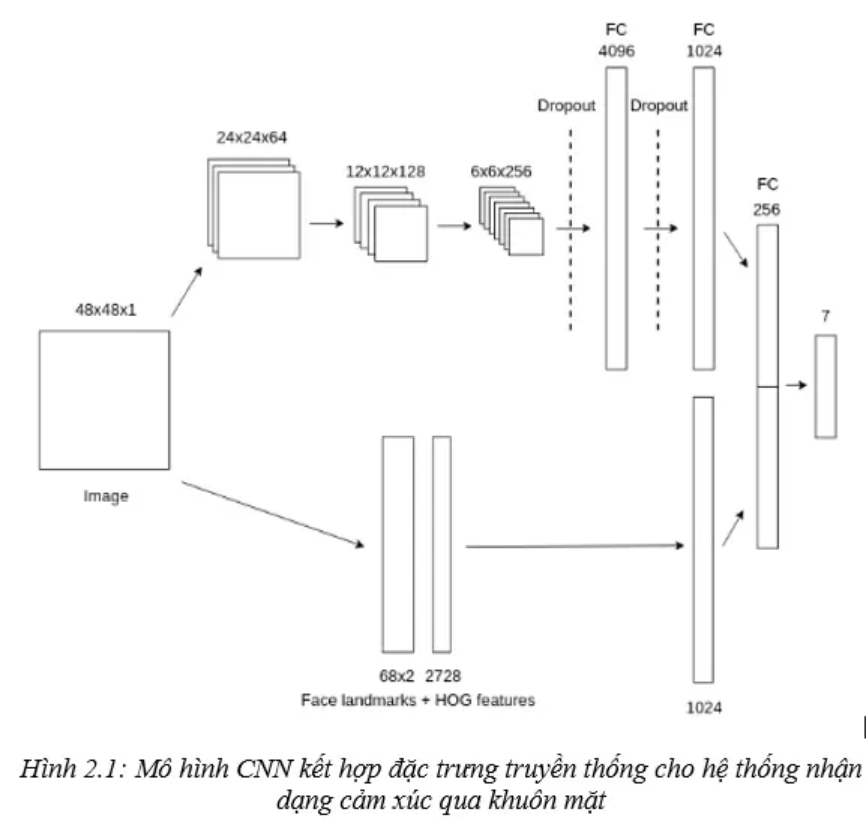 FC
4096
FC
1024
Dropout
Dropout
24x24x64
12x12x128
6x6x256
FC
256
48x48x1
7
Image
68x2
2728
Face landmarks + HOG features
1024
Hình 2.1: Mô hình CNN kết hợp đặc trưng truyền thống cho hệ thống nhận
dạng cảm xúc qua khuôn mặt